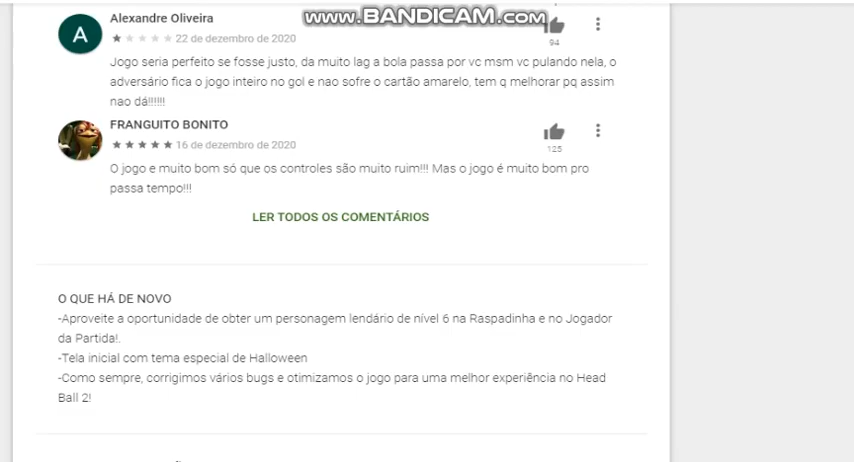 www.BANDICAM.com
Alexandre Oliveira
22 de dezembro de 2020
94
Jogo seria perfeito se fosse justo, da muito lag a bola passa por vc msm vc pulando nela, o
adversário fica o jogo inteiro no gol e nao sofre o cartão amarelo, tem q melhorar pq assim
nao dá!!!!!!
A
FRANGUITO BONITO
16 de dezembro de 2020
125
O jogo e muito bom só que os controles são muito ruim!!! Mas o jogo é muito bom pro
passa tempo!!!
LER TODOS OS COMENTÁRIOS
O QUE HÁ DE NOVO
-Aproveite a oportunidade de obter um personagem lendário de nível 6 na Raspadinha e no Jogador
da Partida!.
-Tela inicial com tema especial de Halloween
-Como sempre, corrigimos vários bugs e otimizamos o jogo para uma melhor experiência no Head
Ball 2!